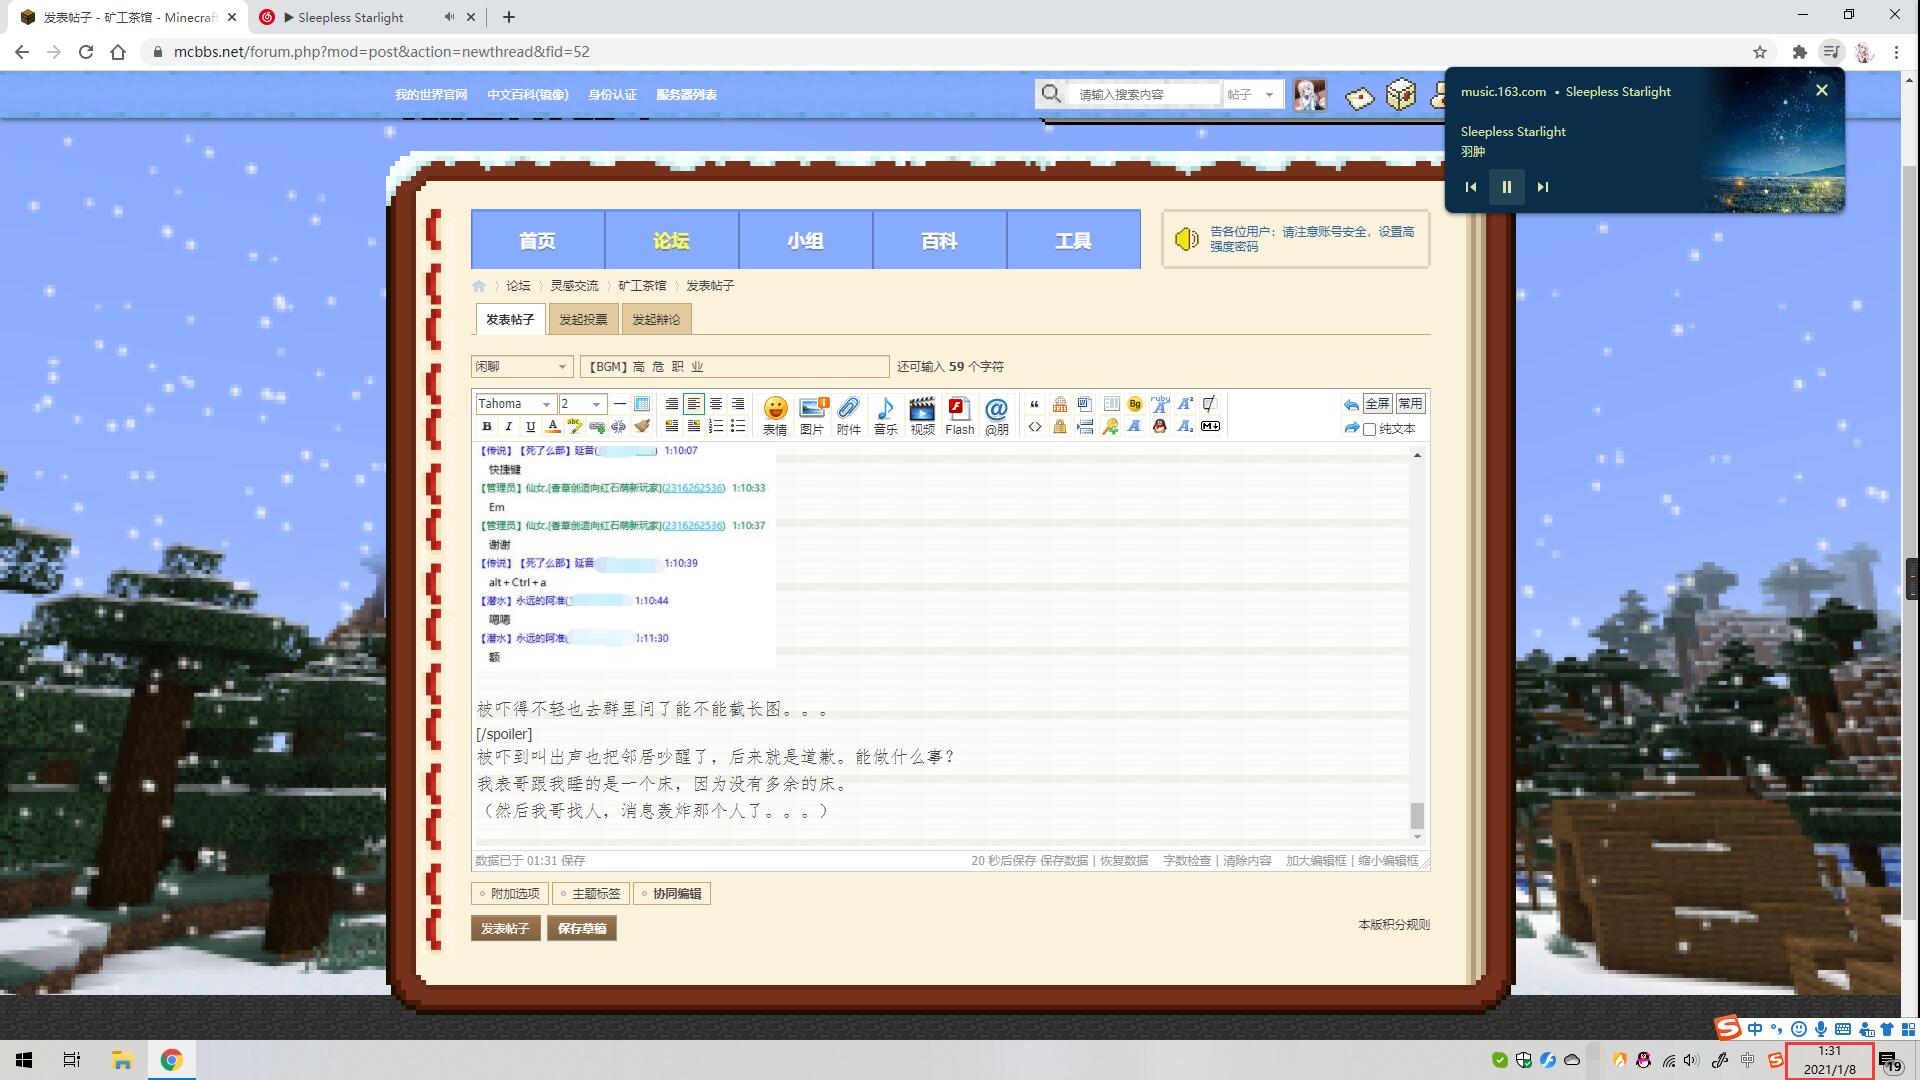 发表帖子 - 矿工茶馆 - Minecraft
▶ Sleepless Starlight
mcbbs.net/forum.php?mod=post&action=newthread&fid=52
我的世界官网 中文百科(镜像) 身份认证 服务器列表
请输入搜索内容 帖子
music.163.com • Sleepless Starlight
Sleepless Starlight
羽肿
首页 论坛 小组 百科 工具
告各位用户：请注意账号安全，设置高
强度密码
论坛 〉 灵感交流 〉 矿工茶馆 〉 发表帖子
发表帖子 发起投票 发起辩论
闲聊 【BGM】高 危 职 业 还可输入 59 个字符
Tahoma 2
全屏 常用
B I U A
表情 图片 附件 音乐 视频 Flash @朋
纯文本
【传说】【死了么部】延音( ) 1:10:07
快捷键
【管理员】仙女.[香草创造向红石萌新玩家](2316262536) 1:10:33
Em
【管理员】仙女.[香草创造向红石萌新玩家](2316262536) 1:10:37
谢谢
【传说】【死了么部】延音 1:10:39
alt + Ctrl + a
【潜水】永远的阿准( 1:10:44
嗯嗯
【潜水】永远的阿准( 1:11:30
额
被吓得不轻也去群里问了能不能截长图。。。
[/spoiler]
被吓到叫出声也把邻居吵醒了，后来就是道歉。能做什么事？
我表哥跟我睡的是一个床，因为没有多余的床。
（然后我哥找人，消息轰炸那个人了。。。）
数据已于 01:31 保存
20 秒后保存 保存数据 | 恢复数据 字数检查 | 清除内容 加大编辑框 | 缩小编辑框
附加选项 主题标签 协同编辑
发表帖子 保存草稿
本版积分规则
中
中
1:31
2021/1/8
19